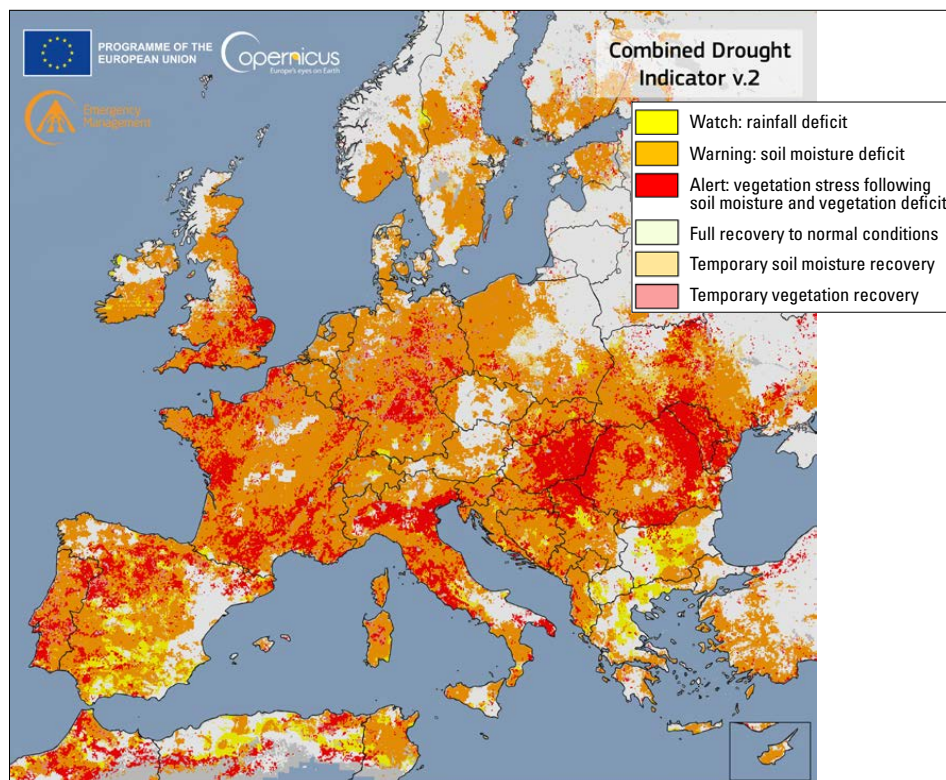 PROGRAMME OF THE
EUROPEAN UNION
opernicus
Europe's eyes on Earth
Emergency
Management
Combined Drought
Indicator v.2
Watch: rainfall deficit
Warning: soil moisture deficit
Alert: vegetation stress following
soil moisture and vegetation deficit
Full recovery to normal conditions
Temporary soil moisture recovery
Temporary vegetation recovery